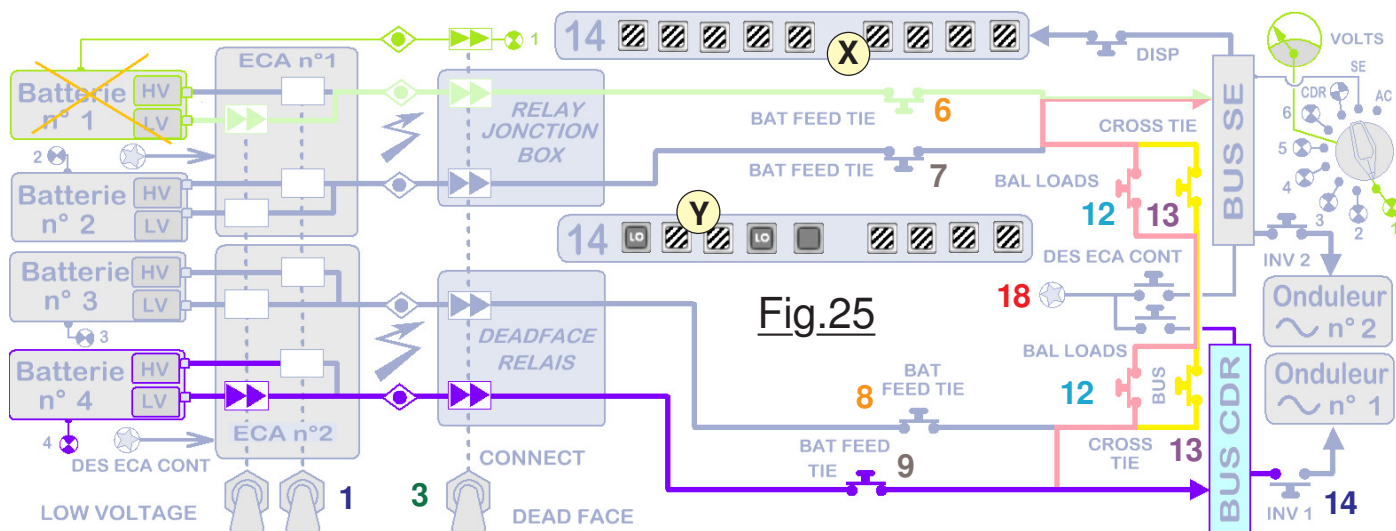 14
X
DISP
VOLTS
SE
CDR
AC
6
5
4
3
2
1
1
ECA n°1
Batterie
n° 1
HV
LV
RELAY
JONCTION
BOX
BAT FEED TIE
6
CROSS TIE
BUS SE
2
Batterie
n° 2
HV
LV
BAT FEED TIE
7
BAL LOADS
12
13
14
LO
Y
LO
INV 2
Batterie
n° 3
HV
LV
3
DES ECA CONT
18
Fig.25
Onduleur
n° 2
DEADFACE
RELAIS
BAL LOADS
Batterie
n° 4
HV
LV
4
DES ECA CONT
ECA n°2
8
BAT
FEED TIE
12
BUS
CROSS
TIE
13
BUS CDR
Onduleur
n° 1
BAT FEED
TIE
9
CONNECT
LOW VOLTAGE
1
3
DEAD FACE
INV 1
14